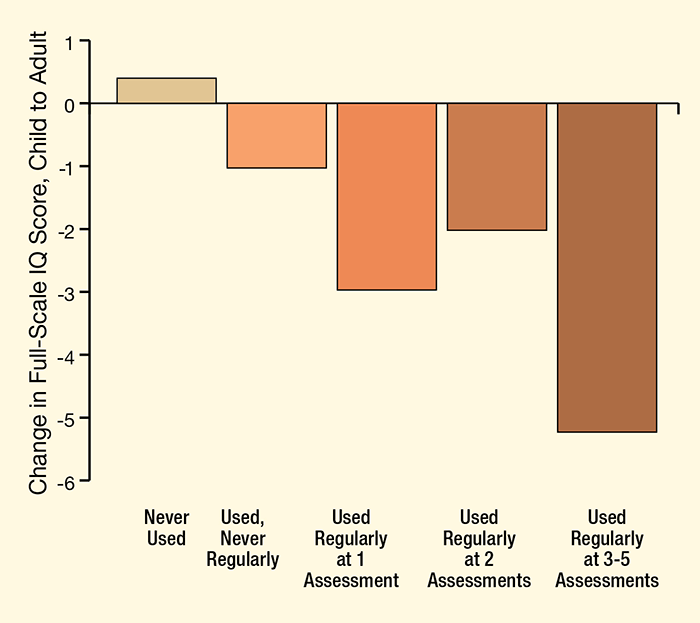 Change in Full-Scale IQ Score, Child to Adult
1
0
-1
-2
-3
-4
-5
-6
Never
Used
Used,
Never
Regularly
Used
Regularly
at 1
Assessment
Used
Regularly
at 2
Assessments
Used
Regularly
at 3-5
Assessments